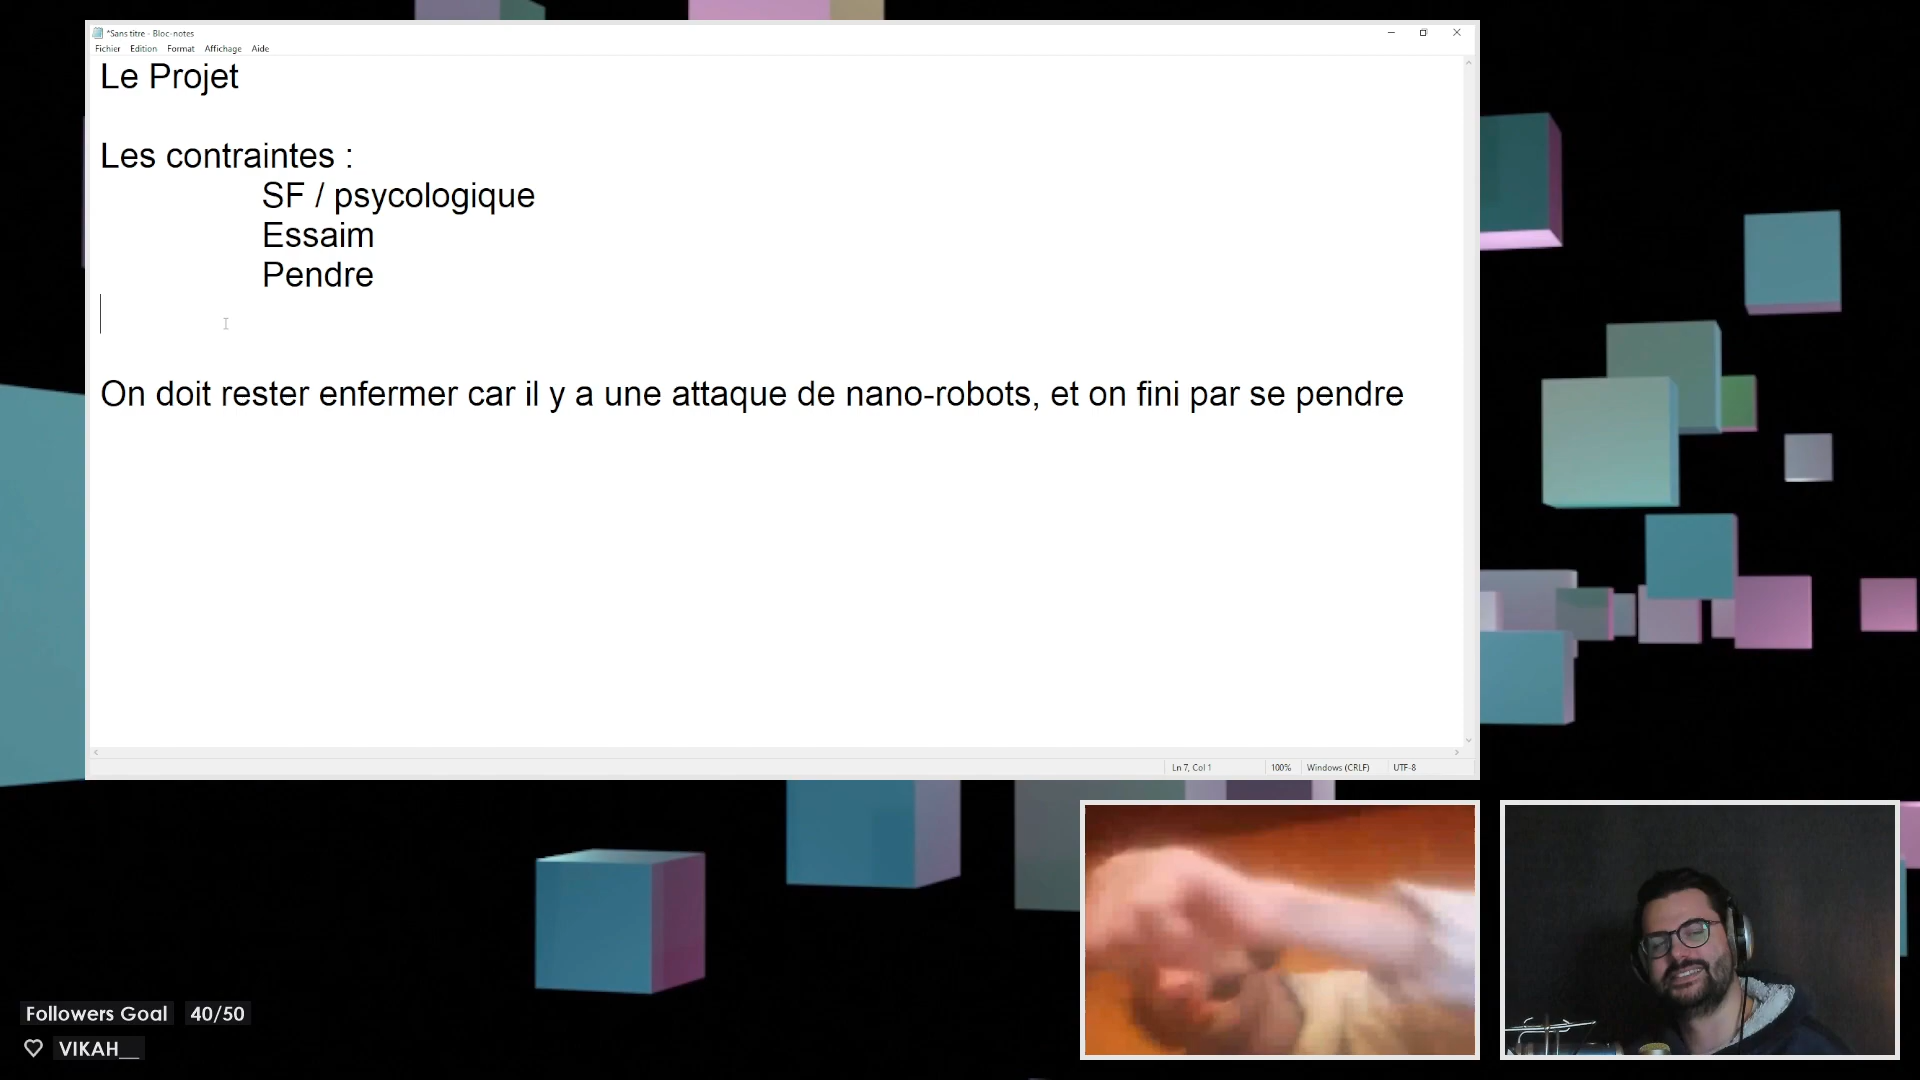 *Sans titre - Bloc-notes
Fichier Edition Format Affichage Aide
Le Projet
Les contraintes :
SF / psycologique
Essaim
Pendre
On doit rester enfermer car il y a une attaque de nano-robots, et on fini par se pendre
Ln 7, Col 1 100% Windows (CRLF) UTF-8
Followers Goal 40/50
VIKAH__